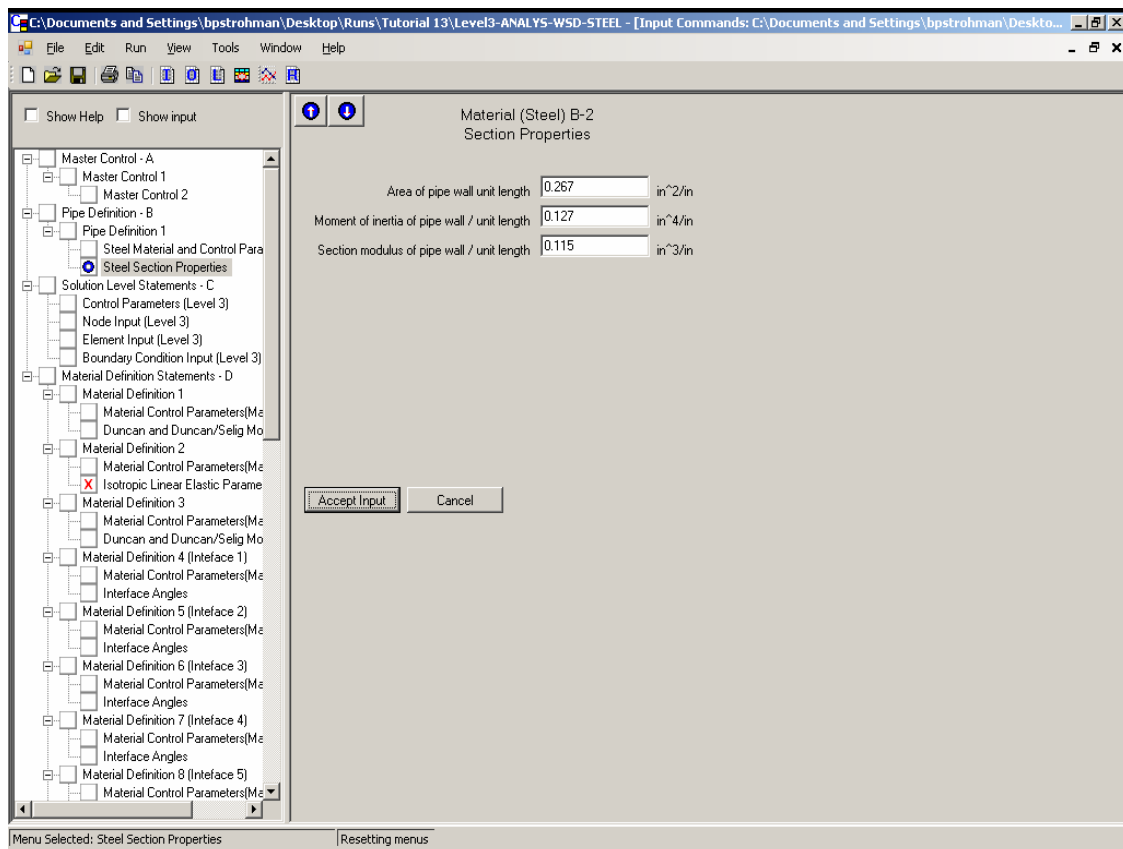 C:\Documents and Settings\bpstrohman\Desktop\Runs\Tutorial 13\Level3-ANALYS-WSD-STEEL - [Input Commands: C:\Documents and Settings\bpstrohman\Deskto...
File Edit Run View Tools Window Help
Show Help Show input
Master Control - A
Master Control 1
Master Control 2
Pipe Definition - B
Pipe Definition 1
Steel Material and Control Para
Steel Section Properties
Solution Level Statements - C
Control Parameters (Level 3)
Node Input (Level 3)
Element Input (Level 3)
Boundary Condition Input (Level 3)
Material Definition Statements - D
Material Definition 1
Material Control Parameters(Ma
Duncan and Duncan/Selig Mo
Material Definition 2
Material Control Parameters(Ma
Isotropic Linear Elastic Parame
Material Definition 3
Material Control Parameters(Ma
Duncan and Duncan/Selig Mo
Material Definition 4 (Inteface 1)
Material Control Parameters(Ma
Interface Angles
Material Definition 5 (Inteface 2)
Material Control Parameters(Ma
Interface Angles
Material Definition 6 (Inteface 3)
Material Control Parameters(Ma
Interface Angles
Material Definition 7 (Inteface 4)
Material Control Parameters(Ma
Interface Angles
Material Definition 8 (Inteface 5)
Material Control Parameters(Ma
Material (Steel) B-2
Section Properties
Area of pipe wall unit length 0.267 in^2/in
Moment of inertia of pipe wall / unit length 0.127 in^4/in
Section modulus of pipe wall / unit length 0.115 in^3/in
Accept Input Cancel
Menu Selected: Steel Section Properties Resetting menus